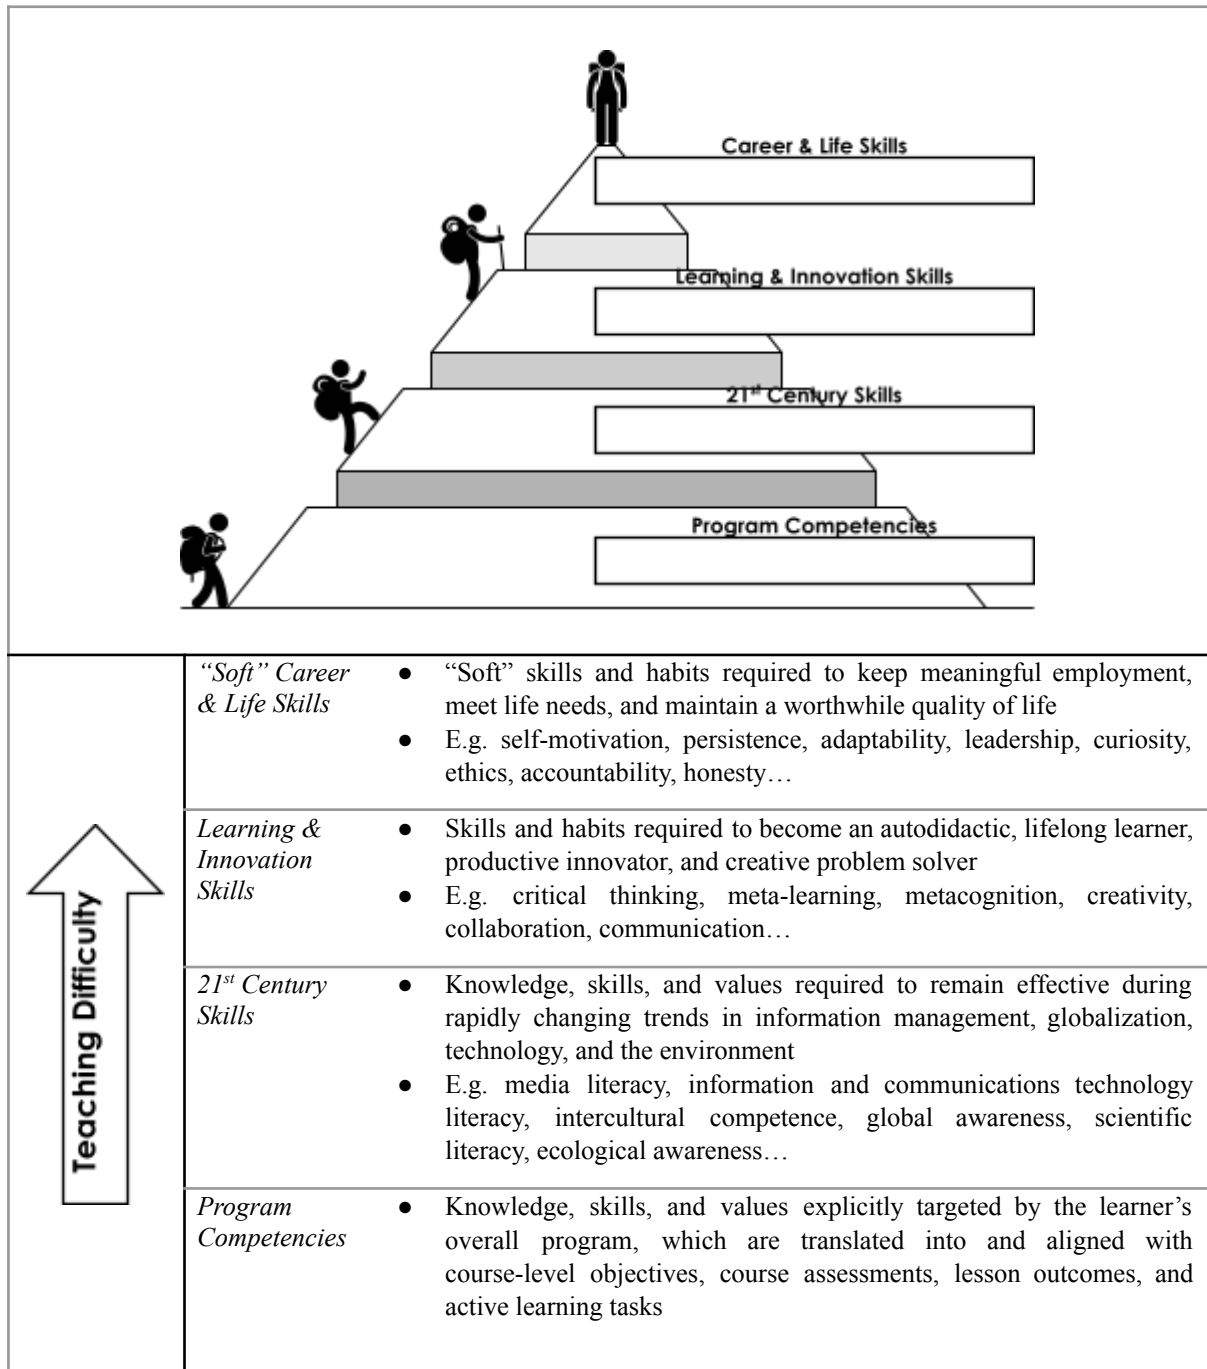 Career & Life Skills
Learning & Innovation Skills
21st Century Skills
Program Competencies
Teaching Difficulty
“Soft” Career
& Life Skills
● “Soft” skills and habits required to keep meaningful employment,
meet life needs, and maintain a worthwhile quality of life
● E.g. self-motivation, persistence, adaptability, leadership, curiosity,
ethics, accountability, honesty…
Learning &
Innovation
Skills
● Skills and habits required to become an autodidactic, lifelong learner,
productive innovator, and creative problem solver
● E.g. critical thinking, meta-learning, metacognition, creativity,
collaboration, communication…
21st Century
Skills
● Knowledge, skills, and values required to remain effective during
rapidly changing trends in information management, globalization,
technology, and the environment
● E.g. media literacy, information and communications technology
literacy, intercultural competence, global awareness, scientific
literacy, ecological awareness…
Program
Competencies
● Knowledge, skills, and values explicitly targeted by the learner’s
overall program, which are translated into and aligned with
course-level objectives, course assessments, lesson outcomes, and
active learning tasks